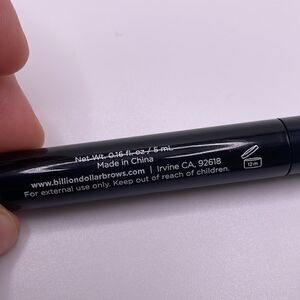 Net Wt. 0.16 fl. oz / 5 mL
Made in China
www.billiondollarbrows.com | Irvine CA, 92618
For external use only. Keep out of reach of children.
12 m